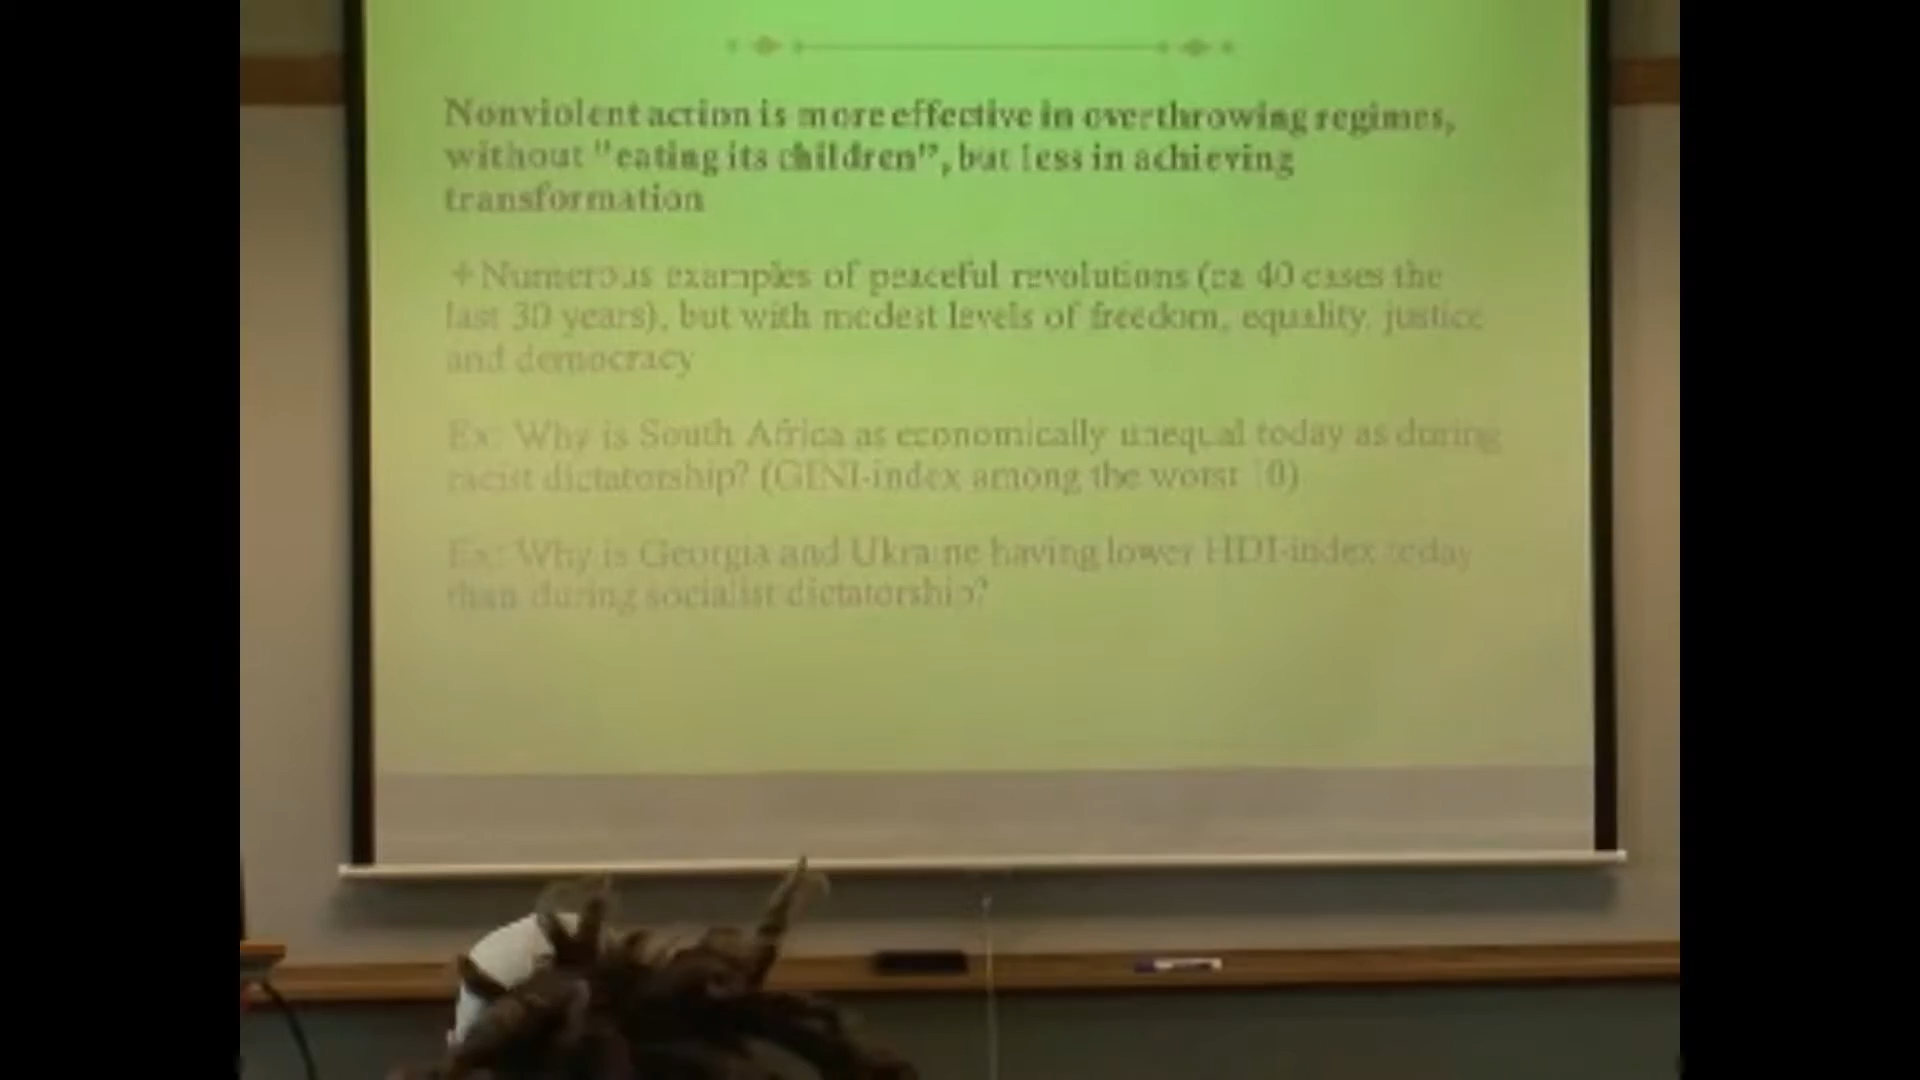 Nonviolent action is more effective in overthrowing regimes,
without "eating its children", but less in achieving
transformation
+Numerous examples of peaceful revolutions (ca 40 cases the
last 30 years), but with modest levels of freedom, equality, justice
and democracy
Ex: Why is South Africa as economically unequal today as during
racist dictatorship? (GINI-index among the worst 10)
Ex: Why is Georgia and Ukraine having lower HDI-index today
than during socialist dictatorship?